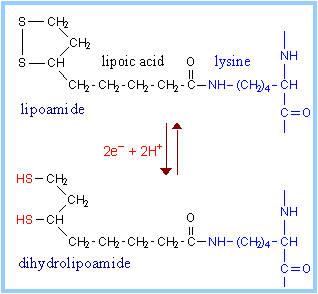 S—CH₂
CH₂
S—CH
lipoic acid
O
lysine
NH
CH₂-CH₂-CH₂-CH₂-C—NH—(CH₂)₄-CH
C=O
lipoamide
2e⁻ + 2H⁺
HS—CH₂
CH₂
HS—CH
O
NH
CH₂-CH₂-CH₂-CH₂-C—NH—(CH₂)₄-CH
C=O
dihydrolipoamide